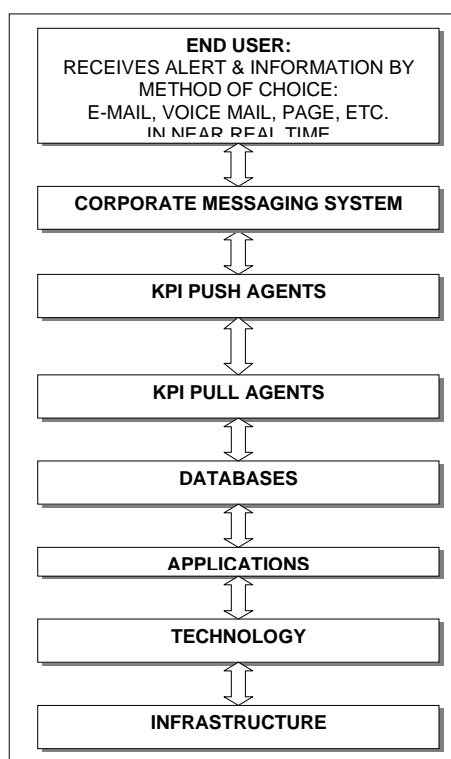 END USER:
RECEIVES ALERT & INFORMATION BY
METHOD OF CHOICE:
E-MAIL, VOICE MAIL, PAGE, ETC.
IN NEAR REAL TIME
CORPORATE MESSAGING SYSTEM
KPI PUSH AGENTS
KPI PULL AGENTS
DATABASES
APPLICATIONS
TECHNOLOGY
INFRASTRUCTURE